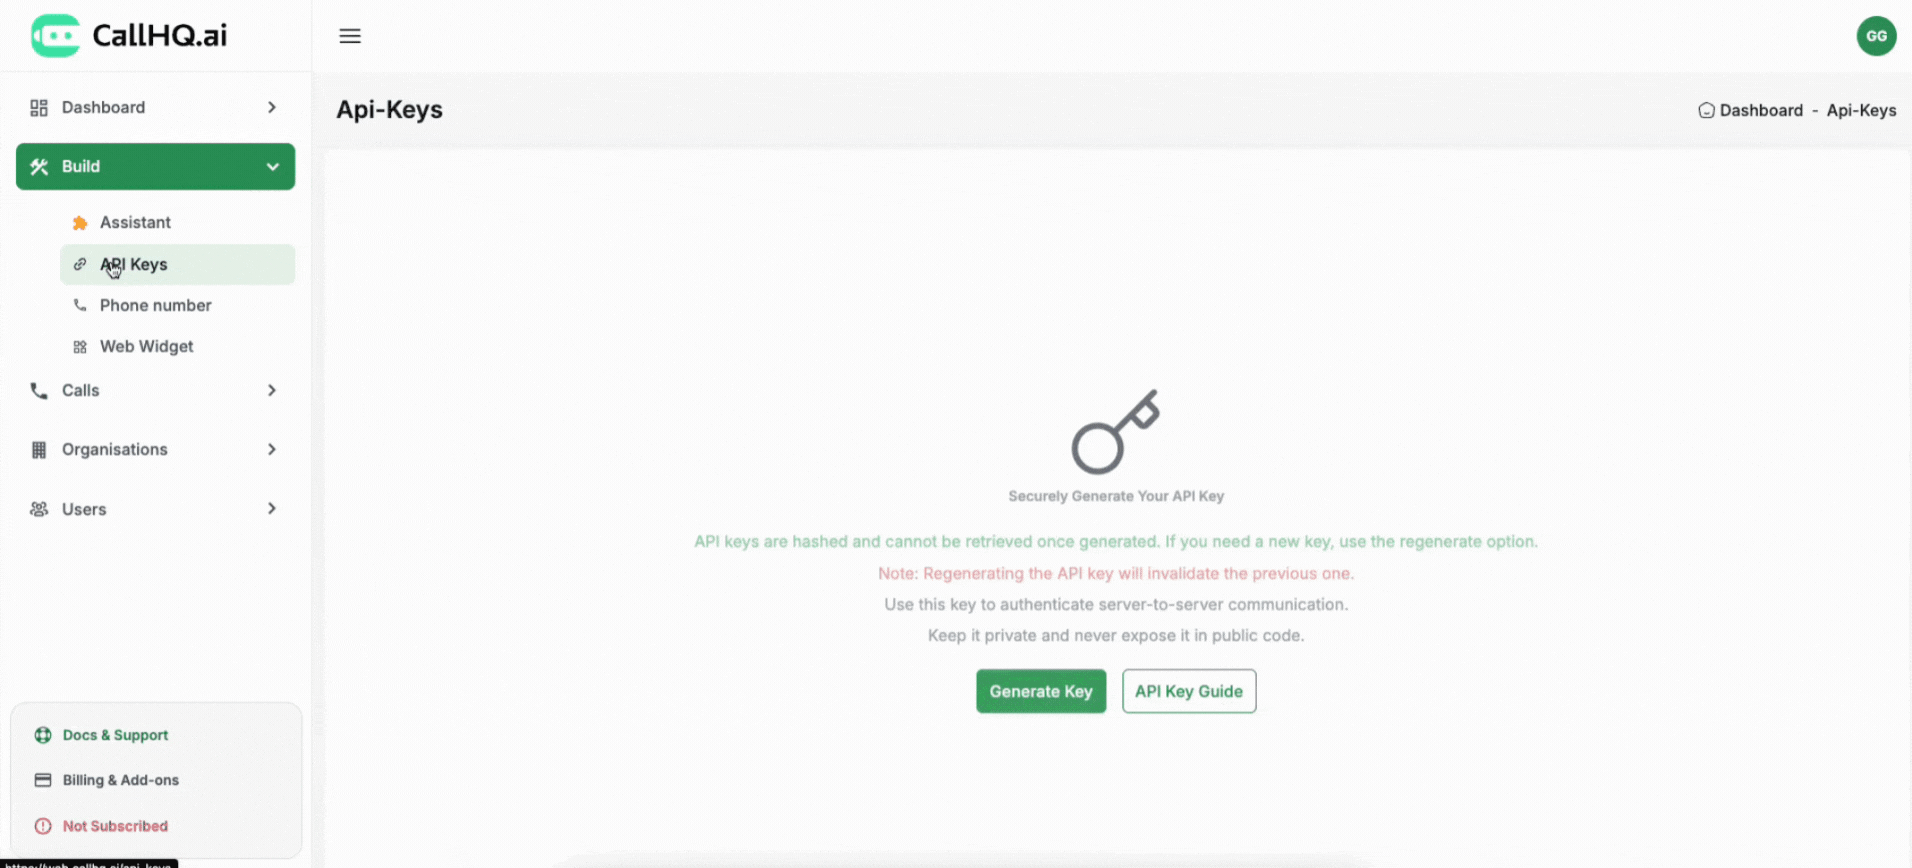 CallHQ.ai
GG
Dashboard
Build
Assistant
API Keys
Phone number
Web Widget
Calls
Organisations
Users
Docs & Support
Billing & Add-ons
Not Subscribed
Api-Keys
Dashboard - Api-Keys
Securely Generate Your API Key
API keys are hashed and cannot be retrieved once generated. If you need a new key, use the regenerate option.
Note: Regenerating the API key will invalidate the previous one.
Use this key to authenticate server-to-server communication.
Keep it private and never expose it in public code.
Generate Key
API Key Guide